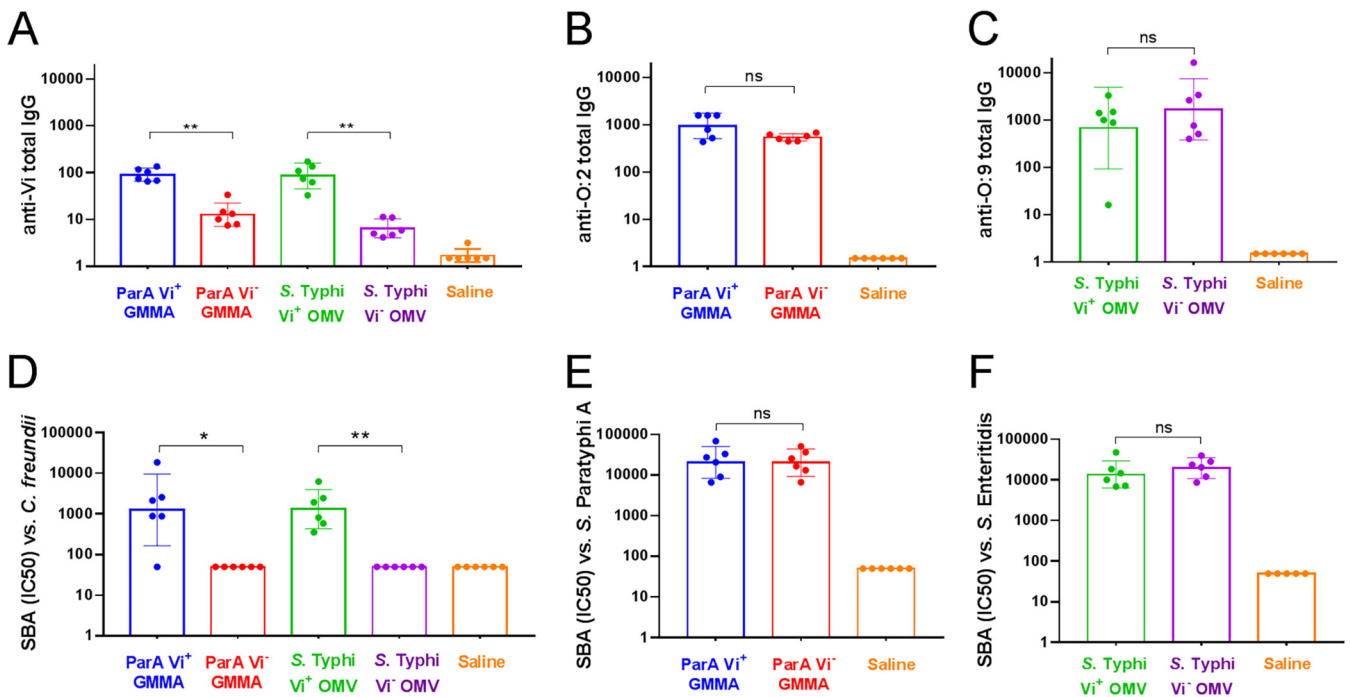 A
anti-Vi total IgG
10000
1000
100
10
1
**
**
ParA Vi+
GMMA
ParA Vi-
GMMA
S. Typhi
Vi+ OMV
S. Typhi
Vi- OMV
Saline
B
anti-O:2 total IgG
10000
1000
100
10
1
ns
ParA Vi+
GMMA
ParA Vi-
GMMA
Saline
C
anti-O:9 total IgG
10000
1000
100
10
1
ns
S. Typhi
Vi+ OMV
S. Typhi
Vi- OMV
Saline
D
SBA (IC50) vs. C. freundii
100000
10000
1000
100
10
1
*
**
ParA Vi+
GMMA
ParA Vi-
GMMA
S. Typhi
Vi+ OMV
S. Typhi
Vi- OMV
Saline
E
SBA (IC50) vs. S. Paratyphi A
100000
10000
1000
100
10
1
ns
ParA Vi+
GMMA
ParA Vi-
GMMA
Saline
F
SBA (IC50) vs. S. Enteritidis
100000
10000
1000
100
10
1
ns
S. Typhi
Vi+ OMV
S. Typhi
Vi- OMV
Saline